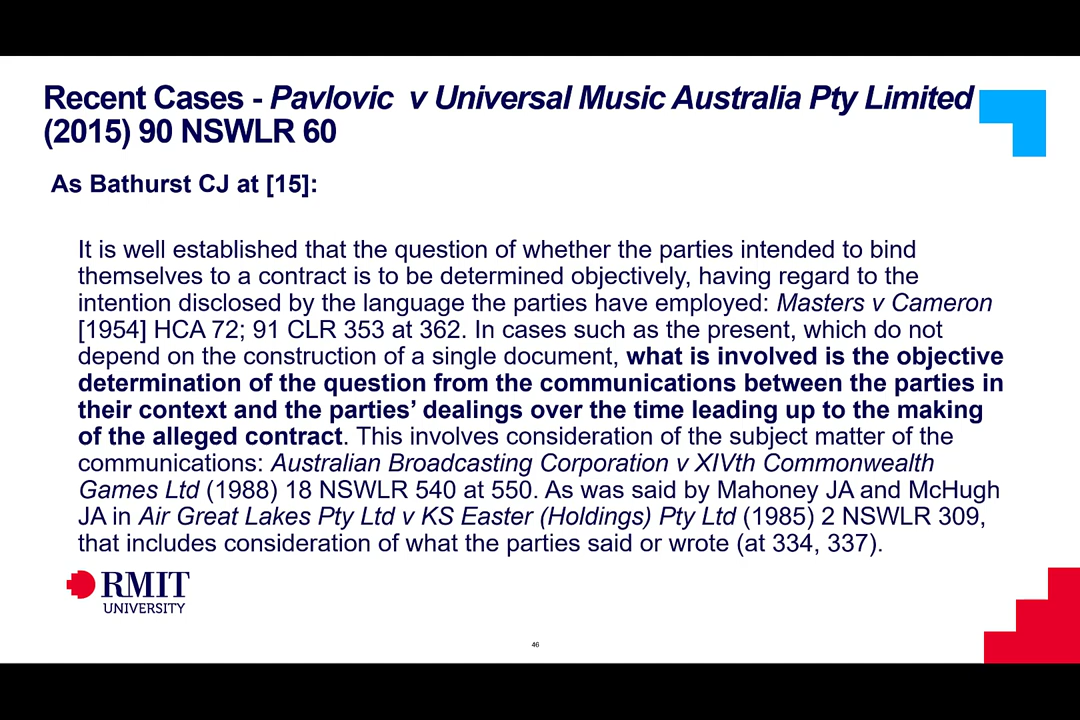 Recent Cases - Pavlovic v Universal Music Australia Pty Limited
(2015) 90 NSWLR 60
As Bathurst CJ at [15]:
It is well established that the question of whether the parties intended to bind
themselves to a contract is to be determined objectively, having regard to the
intention disclosed by the language the parties have employed: Masters v Cameron
[1954] HCA 72; 91 CLR 353 at 362. In cases such as the present, which do not
depend on the construction of a single document, what is involved is the objective
determination of the question from the communications between the parties in
their context and the parties’ dealings over the time leading up to the making
of the alleged contract. This involves consideration of the subject matter of the
communications: Australian Broadcasting Corporation v XIVth Commonwealth
Games Ltd (1988) 18 NSWLR 540 at 550. As was said by Mahoney JA and McHugh
JA in Air Great Lakes Pty Ltd v KS Easter (Holdings) Pty Ltd (1985) 2 NSWLR 309,
that includes consideration of what the parties said or wrote (at 334, 337).
RMIT
UNIVERSITY
46